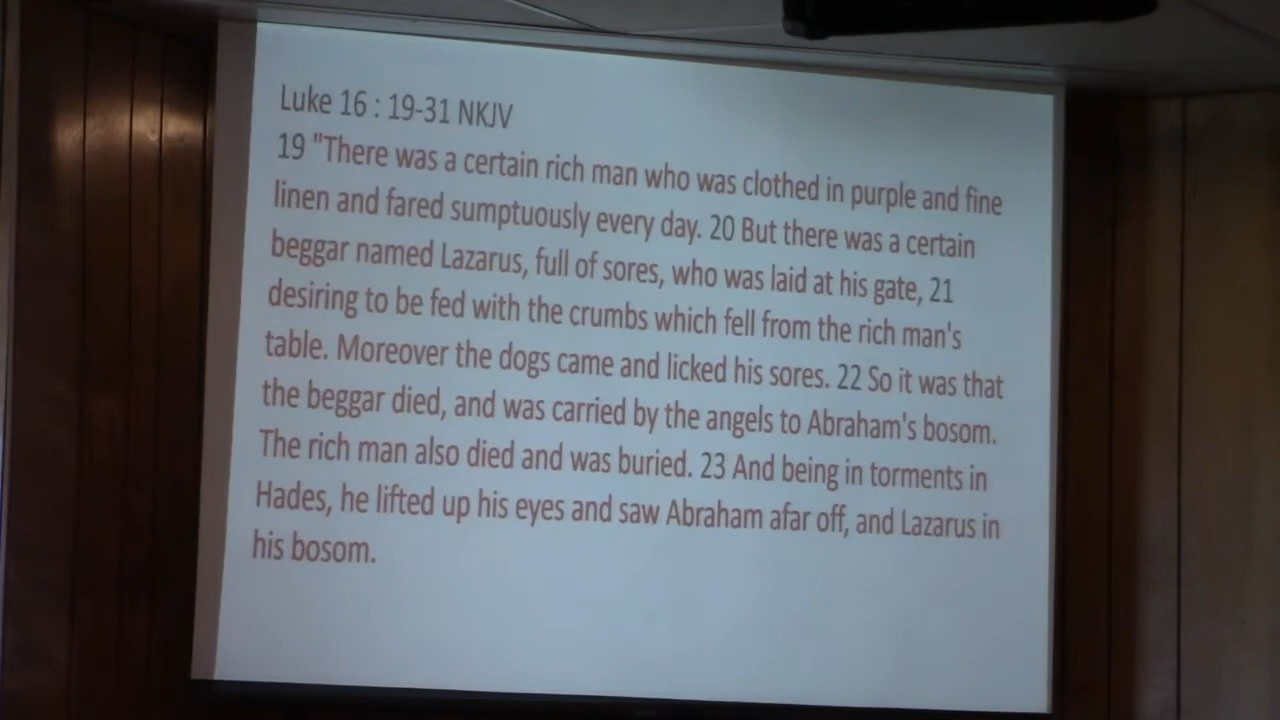 Luke 16 : 19-31 NKJV
19 "There was a certain rich man who was clothed in purple and fine
linen and fared sumptuously every day. 20 But there was a certain
beggar named Lazarus, full of sores, who was laid at his gate, 21
desiring to be fed with the crumbs which fell from the rich man's
table. Moreover the dogs came and licked his sores. 22 So it was that
the beggar died, and was carried by the angels to Abraham's bosom.
The rich man also died and was buried. 23 And being in torments in
Hades, he lifted up his eyes and saw Abraham afar off, and Lazarus in
his bosom.